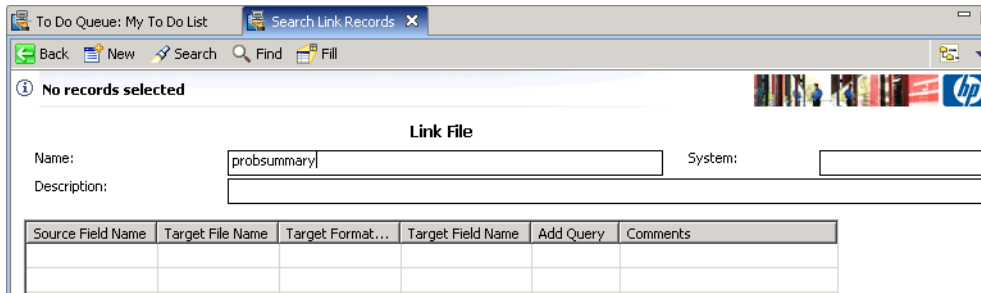 To Do Queue: My To Do List Search Link Records
Back New Search Find Fill
No records selected
hp
Link File
Name: probsummary System:
Description:
Source Field Name Target File Name Target Format... Target Field Name Add Query Comments